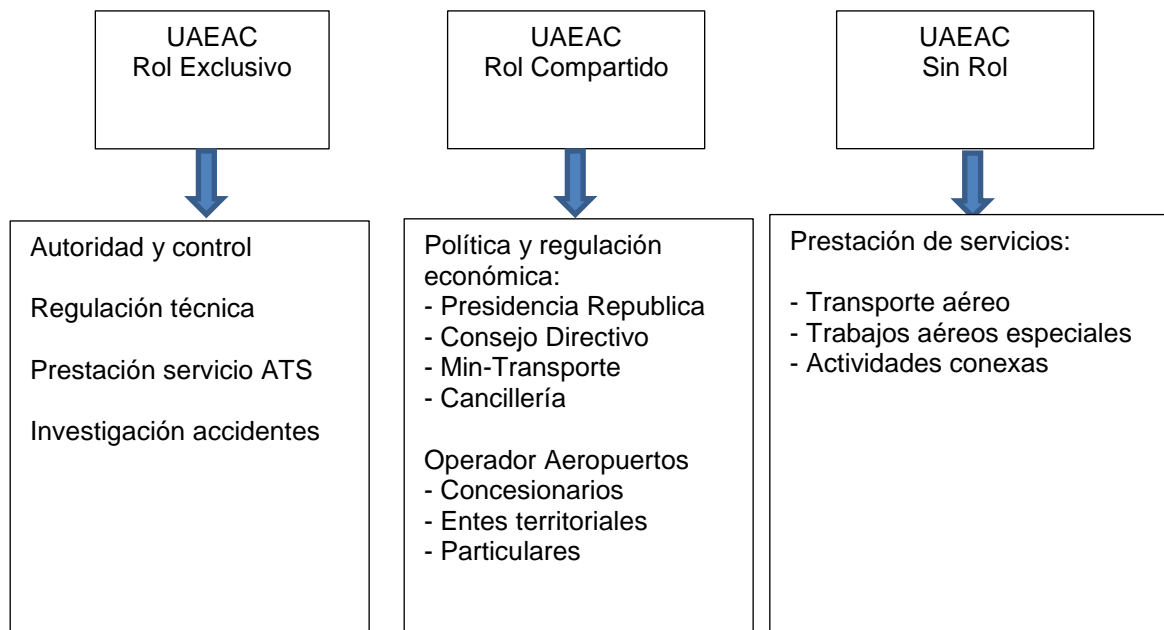 UAEAC
Rol Exclusivo
UAEAC
Rol Compartido
UAEAC
Sin Rol
Autoridad y control
Regulación técnica
Prestación servicio ATS
Investigación accidentes
Política y regulación
económica:
- Presidencia Republica
- Consejo Directivo
- Min-Transporte
- Cancillería
Operador Aeropuertos
- Concesionarios
- Entes territoriales
- Particulares
Prestación de servicios:
- Transporte aéreo
- Trabajos aéreos especiales
- Actividades conexas